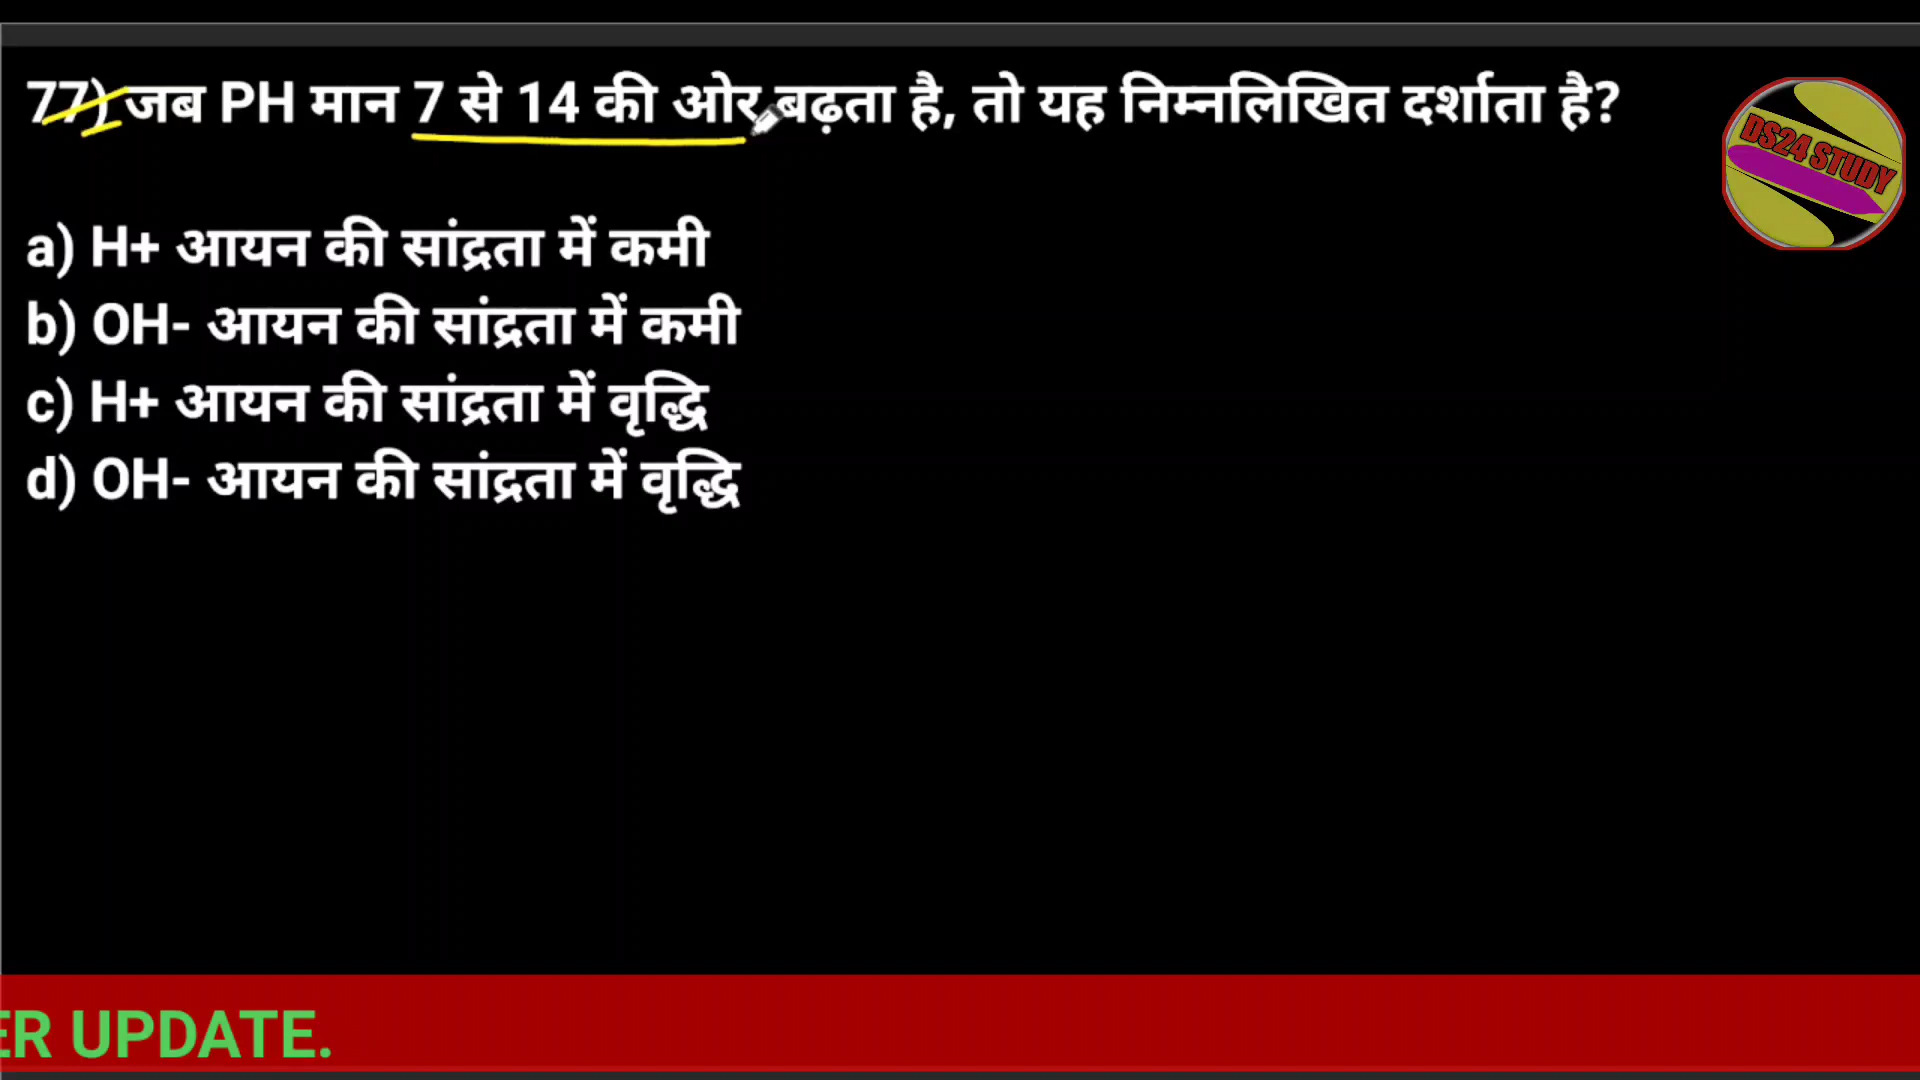 77) जब PH मान 7 से 14 की ओर बढ़ता है, तो यह निम्नलिखित दर्शाता है?
DS24 STUDY
a) H+ आयन की सांद्रता में कमी
b) OH- आयन की सांद्रता में कमी
c) H+ आयन की सांद्रता में वृद्धि
d) OH- आयन की सांद्रता में वृद्धि
ER UPDATE.